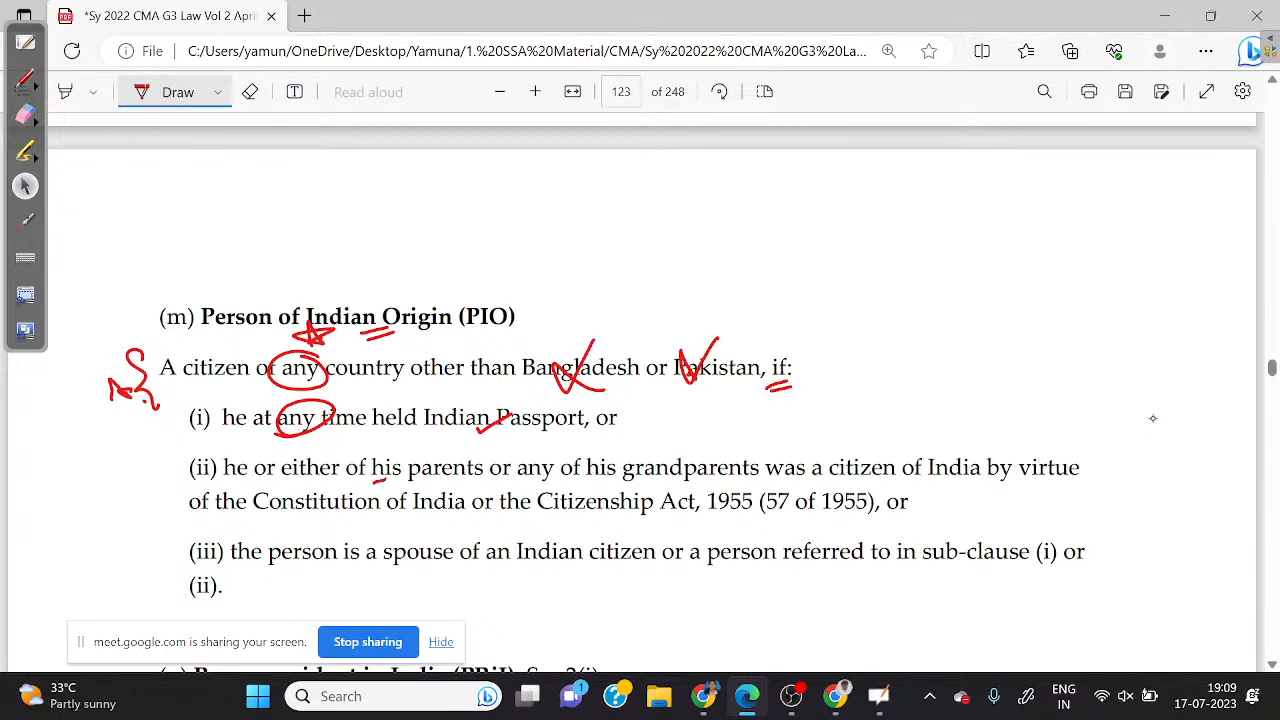 *Sy 2022 CMA G3 Law Vol 2 April
File C:/Users/yamun/OneDrive/Desktop/Yamuna/1.%20SSA%20Material/CMA/Sy%202022%20CMA%20G3%20La...
Draw Read aloud 123 of 248
(m) Person of Indian Origin (PIO)
A citizen of any country other than Bangladesh or Pakistan, if:
(i) he at any time held Indian Passport, or
(ii) he or either of his parents or any of his grandparents was a citizen of India by virtue
of the Constitution of India or the Citizenship Act, 1955 (57 of 1955), or
(iii) the person is a spouse of an Indian citizen or a person referred to in sub-clause (i) or
(ii).
meet.google.com is sharing your screen. Stop sharing Hide
33°C
Partly sunny
Search
1
ENG
IN
19:09
17-07-2023